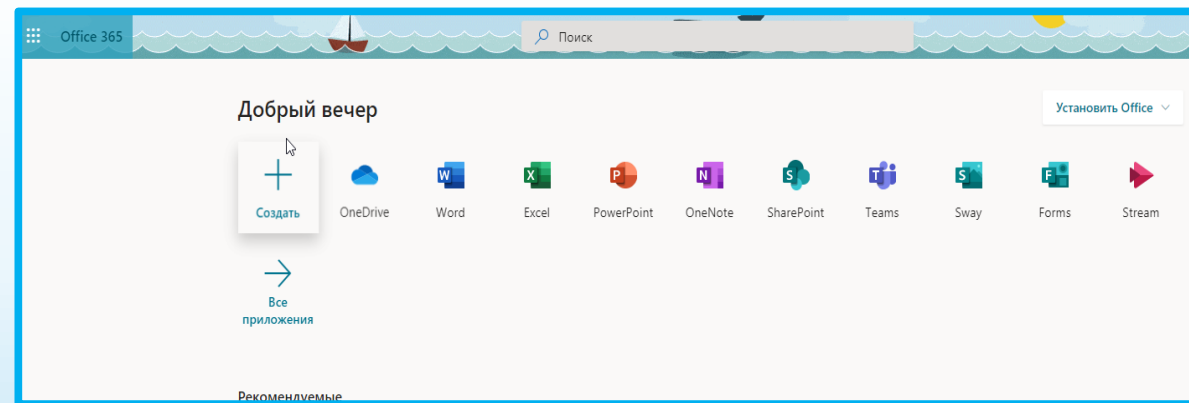 Office 365
Поиск
Добрый вечер
Установить Office
Создать
OneDrive
Word
Excel
PowerPoint
OneNote
SharePoint
Teams
Sway
Forms
Stream
Все
приложения
Рекомендуемые